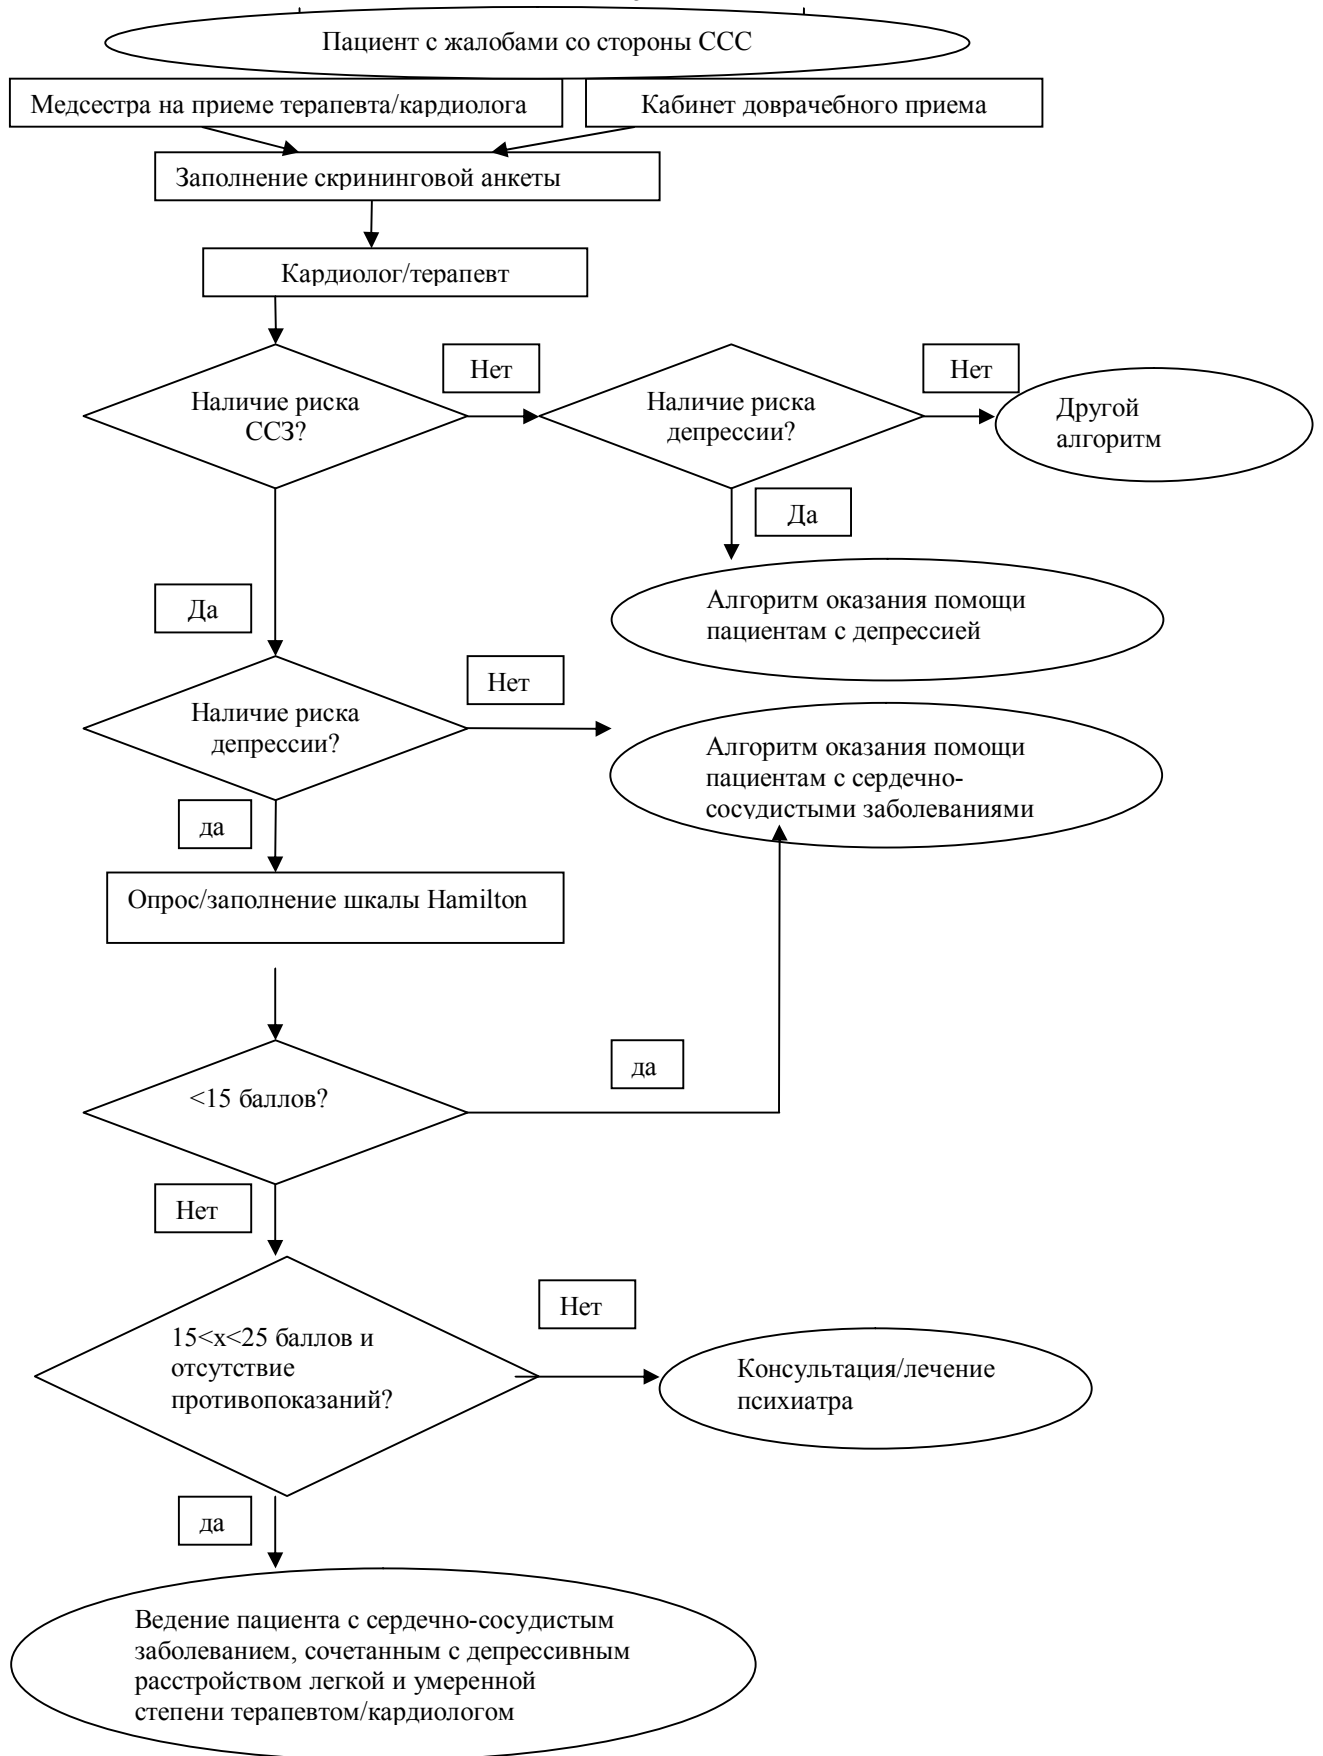 Пациент с жалобами со стороны ССС
Медсестра на приеме терапевта/кардиолога
Кабинет доврачебного приема
Заполнение скрининговой анкеты
Кардиолог/терапевт
Нет
Нет
Наличие риска
ССЗ?
Наличие риска
депрессии?
Другой
алгоритм
Да
Алгоритм оказания помощи
пациентам с депрессией
Да
Нет
Наличие риска
депрессии?
Алгоритм оказания помощи
пациентам с сердечно-
сосудистыми заболеваниями
да
Опрос/заполнение шкалы Hamilton
да
<15 баллов?
Нет
Нет
15<x<25 баллов и
отсутствие
противопоказаний?
Консультация/лечение
психиатра
да
Ведение пациента с сердечно-сосудистым
заболеванием, сочетанным с депрессивным
расстройством легкой и умеренной
степени терапевтом/кардиологом